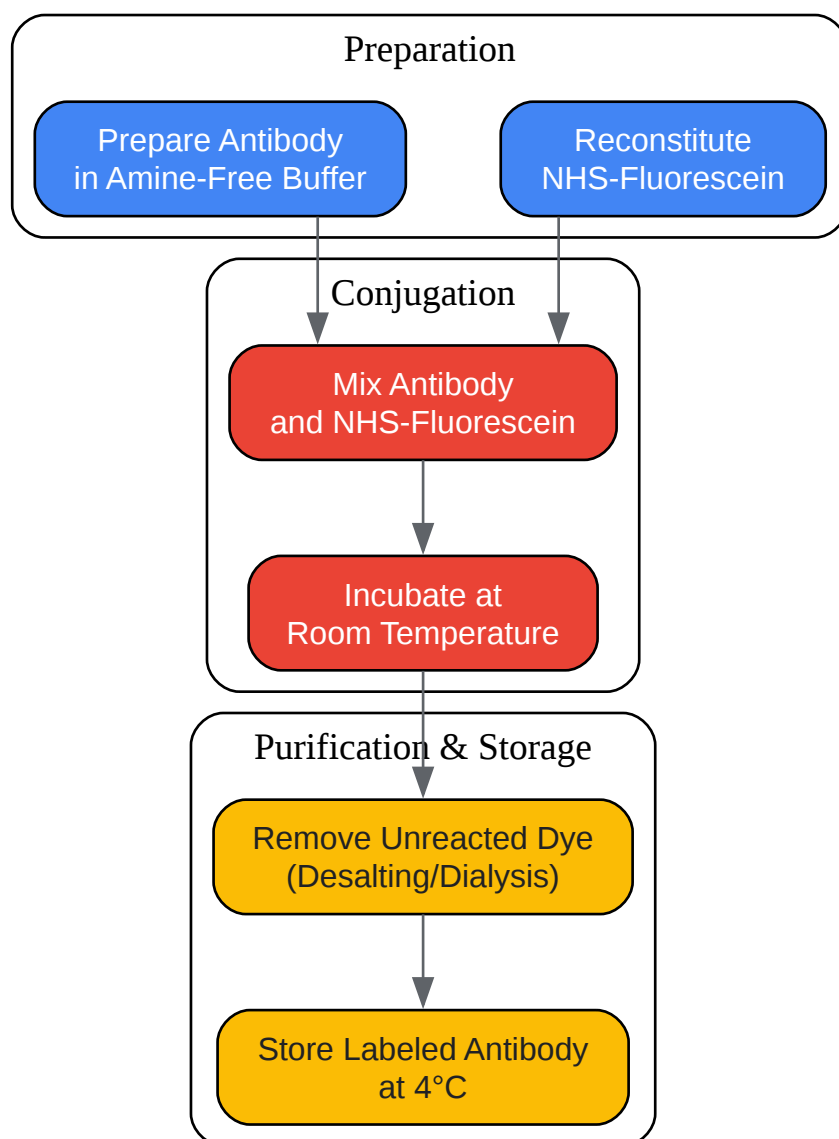 Preparation
Prepare Antibody
in Amine-Free Buffer
Reconstitute
NHS-Fluorescein
Conjugation
Mix Antibody
and NHS-Fluorescein
Incubate at
Room Temperature
Purification & Storage
Remove Unreacted Dye
(Desalting/Dialysis)
Store Labeled Antibody
at 4°C